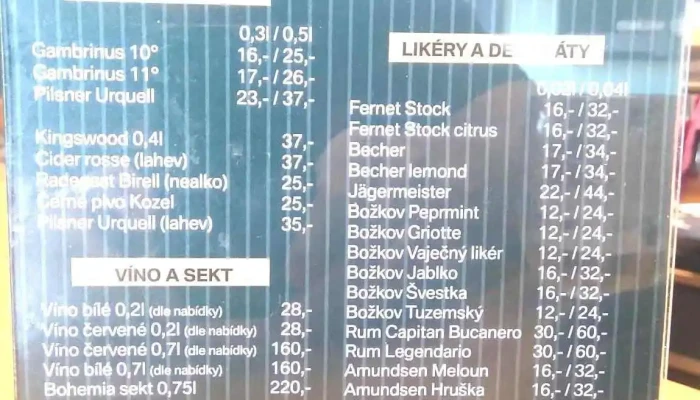 0,3l / 0,5l
Gambrinus 10° 16,- / 25,-
Gambrinus 11° 17,- / 26,-
Pilsner Urquell 23,- / 37,-
Kingswood 0,4l 37,-
Cider rosse (lahev) 37,-
Radegast Birell (nealko) 25,-
Černé pivo Kozel 25,-
Pilsner Urquell (lahev) 35,-
VÍNO A SEKT
Víno bílé 0,2l (dle nabídky) 28,-
Víno červené 0,2l (dle nabídky) 28,-
Víno červené 0,7l (dle nabídky) 160,-
Víno bílé 0,7l (dle nabídky) 160,-
Bohemia sekt 0,75l 220,-
LIKÉRY A
0,02l / 0,04l
Fernet Stock 16,- / 32,-
Fernet Stock citrus 16,- / 32,-
Becher 17,- / 34,-
Becher lemond 17,- / 34,-
Jägermeister 22,- / 44,-
Božkov Peprmint 12,- / 24,-
Božkov Griotte 12,- / 24,-
Božkov Vaječný likér 12,- / 24,-
Božkov Jablko 16,- / 32,-
Božkov Švestka 16,- / 32,-
Božkov Tuzemský 12,- / 24,-
Rum Capitan Bucanero 30,- / 60,-
Rum Legendario 30,- / 60,-
Amundsen Meloun 16,- / 32,-
Amundsen Hruška 16,- / 32,-